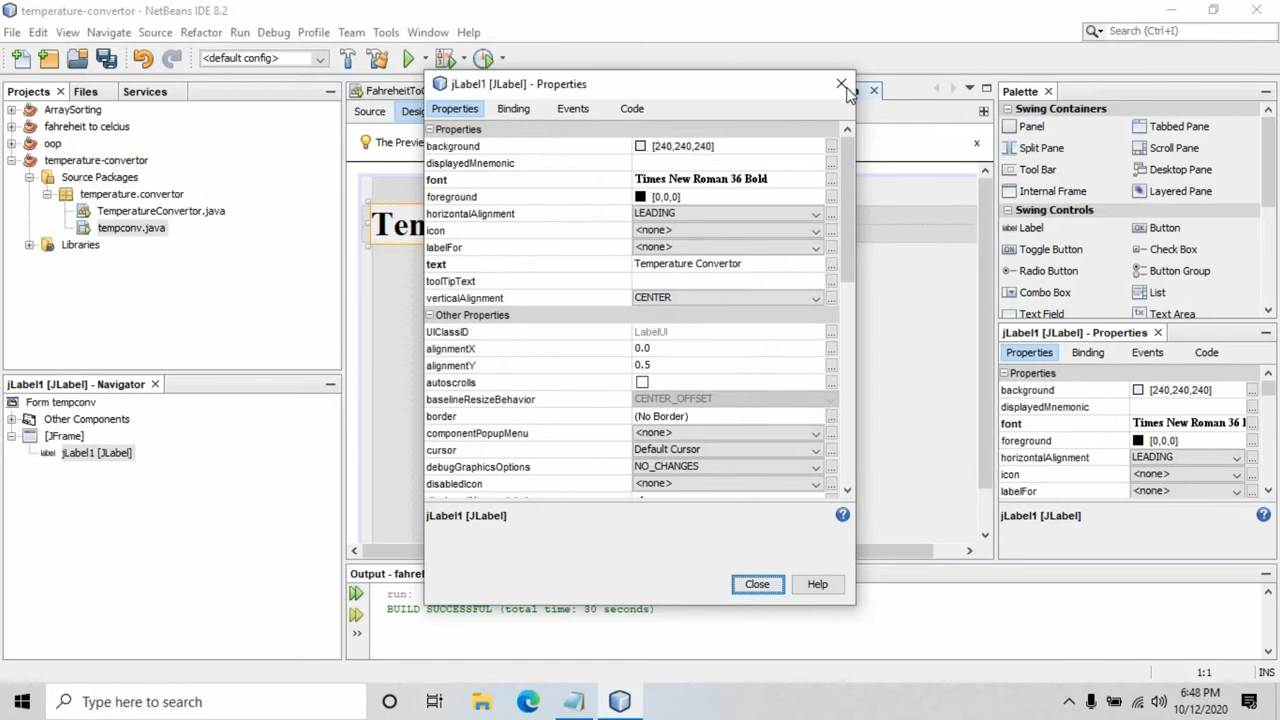 temperature-convertor - NetBeans IDE 8.2
File Edit View Navigate Source Refactor Run Debug Profile Team Tools Window Help
Search (Ctrl+I)
<default config>
Projects
Files
Services
ArraySorting
fahreheit to celcius
oop
temperature-convertor
Source Packages
temperature.convertor
TemperatureConvertor.java
tempconv.java
Libraries
jLabel1 [JLabel] - Navigator
Form tempconv
Other Components
[JFrame]
label jLabel1 [JLabel]
Source
The Previe
Tem
jLabel1 [JLabel] - Properties
Properties Binding Events Code
Properties
background [240,240,240] ...
displayedMnemonic
font Times New Roman 36 Bold ...
foreground [0,0,0] ...
horizontalAlignment LEADING ...
icon <none> ...
labelFor <none> ...
text Temperature Convertor ...
toolTipText ...
verticalAlignment CENTER ...
Other Properties
UIClassID LabelUI ...
alignmentX 0.0 ...
alignmentY 0.5 ...
autoscrolls ...
baselineResizeBehavior CENTER_OFFSET ...
border (No Border) ...
componentPopupMenu <none> ...
cursor Default Cursor ...
debugGraphicsOptions NO_CHANGES ...
disabledIcon <none> ...
jLabel1 [JLabel]
Close Help
Output - fahrel
run:
BUILD SUCCESSFUL (total time: 30 seconds)
Palette
Swing Containers
Panel Tabbed Pane
Split Pane Scroll Pane
Tool Bar Desktop Pane
Internal Frame Layered Pane
Swing Controls
label Label OK Button
Toggle Button Check Box
Radio Button Button Group
Combo Box List
Text Field Text Area
jLabel1 [JLabel] - Properties
Properties Binding Events Code
Properties
background [240,240,240] ...
displayedMnemonic ...
font Times New Roman 36 ...
foreground [0,0,0] ...
horizontalAlignment LEADING ...
icon <none> ...
labelFor <none> ...
jLabel1 [JLabel]
1:1 INS
Type here to search
6:48 PM
10/12/2020